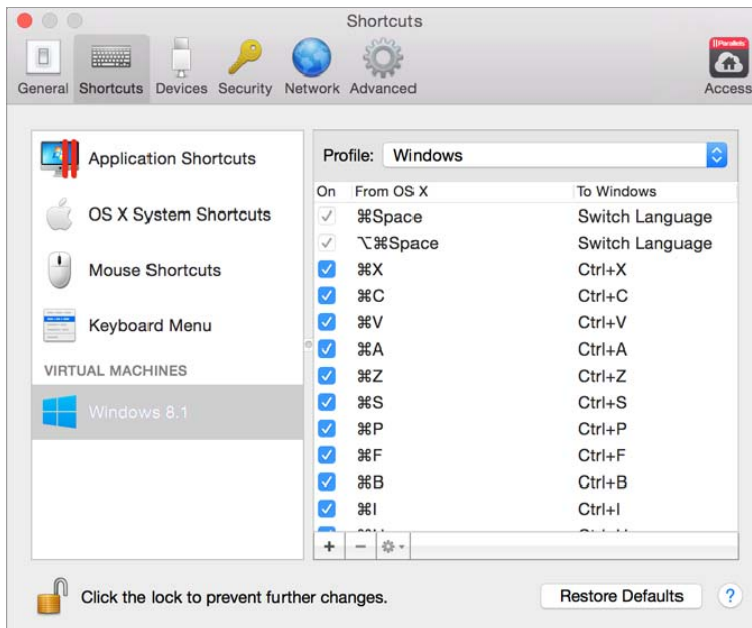 Shortcuts
General Shortcuts Devices Security Network Advanced
||Parallels
Access
Application Shortcuts
OS X System Shortcuts
Mouse Shortcuts
Keyboard Menu
VIRTUAL MACHINES
Windows 8.1
Profile: Windows
On From OS X To Windows
⌘Space Switch Language
⌥⌘Space Switch Language
⌘X Ctrl+X
⌘C Ctrl+C
⌘V Ctrl+V
⌘A Ctrl+A
⌘Z Ctrl+Z
⌘S Ctrl+S
⌘P Ctrl+P
⌘F Ctrl+F
⌘B Ctrl+B
⌘I Ctrl+I
+ −
Click the lock to prevent further changes.
Restore Defaults ?